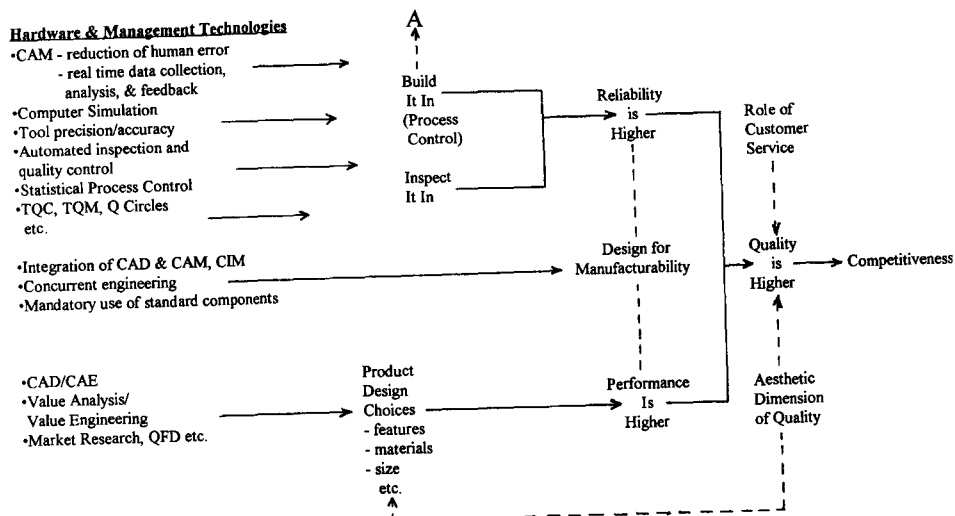 A
Hardware & Management Technologies
•CAM - reduction of human error
- real time data collection,
analysis, & feedback
•Computer Simulation
•Tool precision/accuracy
•Automated inspection and
quality control
•Statistical Process Control
•TQC, TQM, Q Circles
etc.
Build
It In
(Process
Control)
Inspect
It In
Reliability
is
Higher
Role of
Customer
Service
•Integration of CAD & CAM, CIM
•Concurrent engineering
•Mandatory use of standard components
Design for
Manufacturability
Quality
is
Higher
Competitiveness
•CAD/CAE
•Value Analysis/
Value Engineering
•Market Research, QFD etc.
Product
Design
Choices
- features
- materials
- size
etc.
Performance
Is
Higher
Aesthetic
Dimension
of Quality